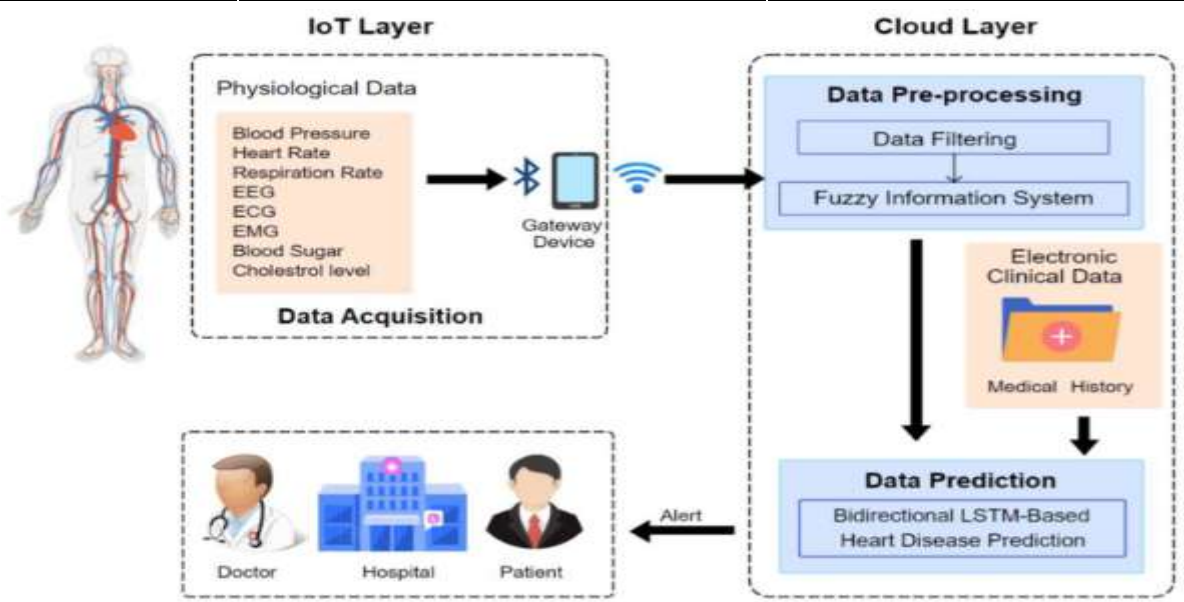 IoT Layer
Cloud Layer
Physiological Data
Blood Pressure
Heart Rate
Respiration Rate
EEG
ECG
EMG
Blood Sugar
Cholestrol level
Data Acquisition
Gateway
Device
Data Pre-processing
Data Filtering
Fuzzy Information System
Electronic
Clinical Data
Medical History
Data Prediction
Bidirectional LSTM-Based
Heart Disease Prediction
Alert
Doctor
Hospital
Patient